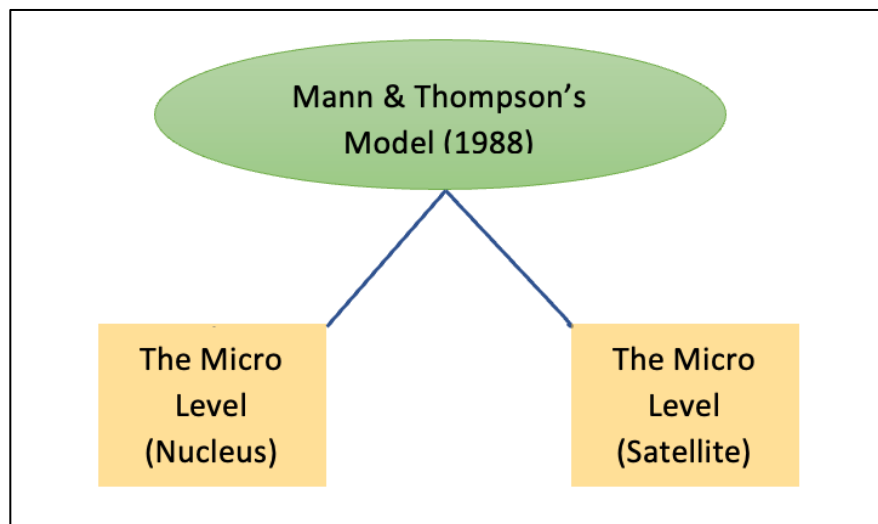 Mann & Thompson’s
Model (1988)
The Micro
Level
(Nucleus)
The Micro
Level
(Satellite)